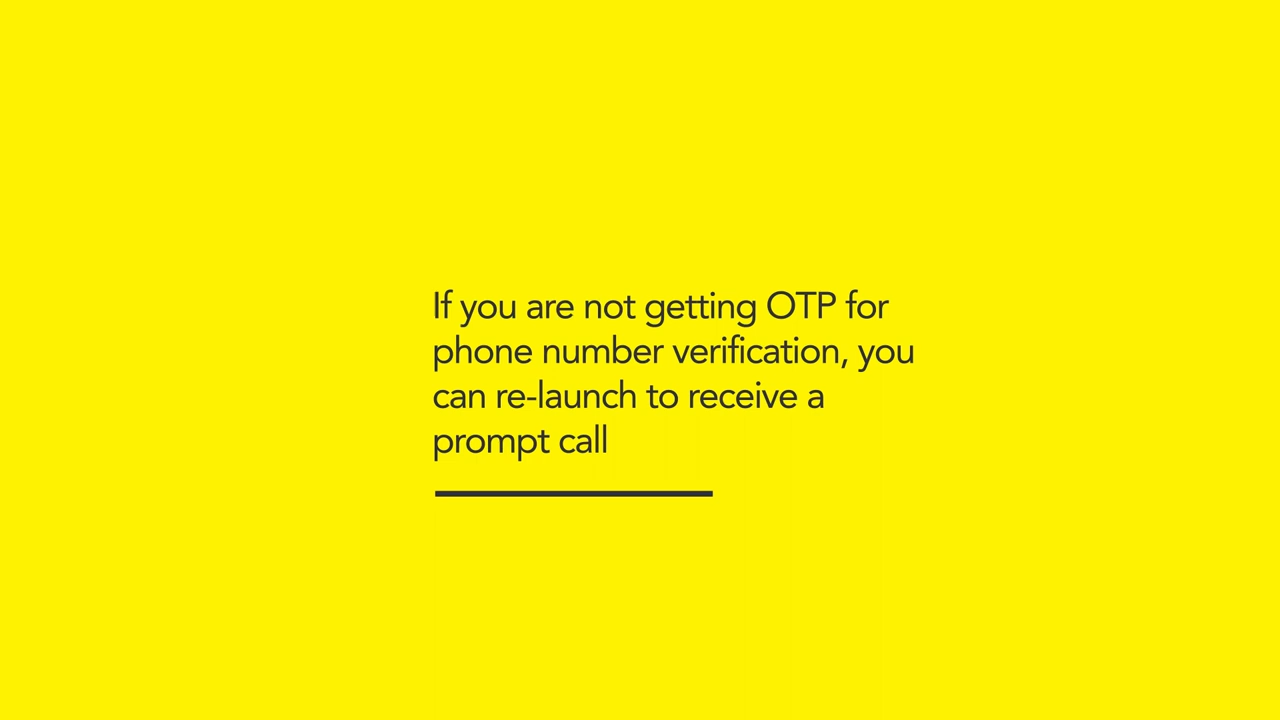 If you are not getting OTP for
phone number verification, you
can re-launch to receive a
prompt call